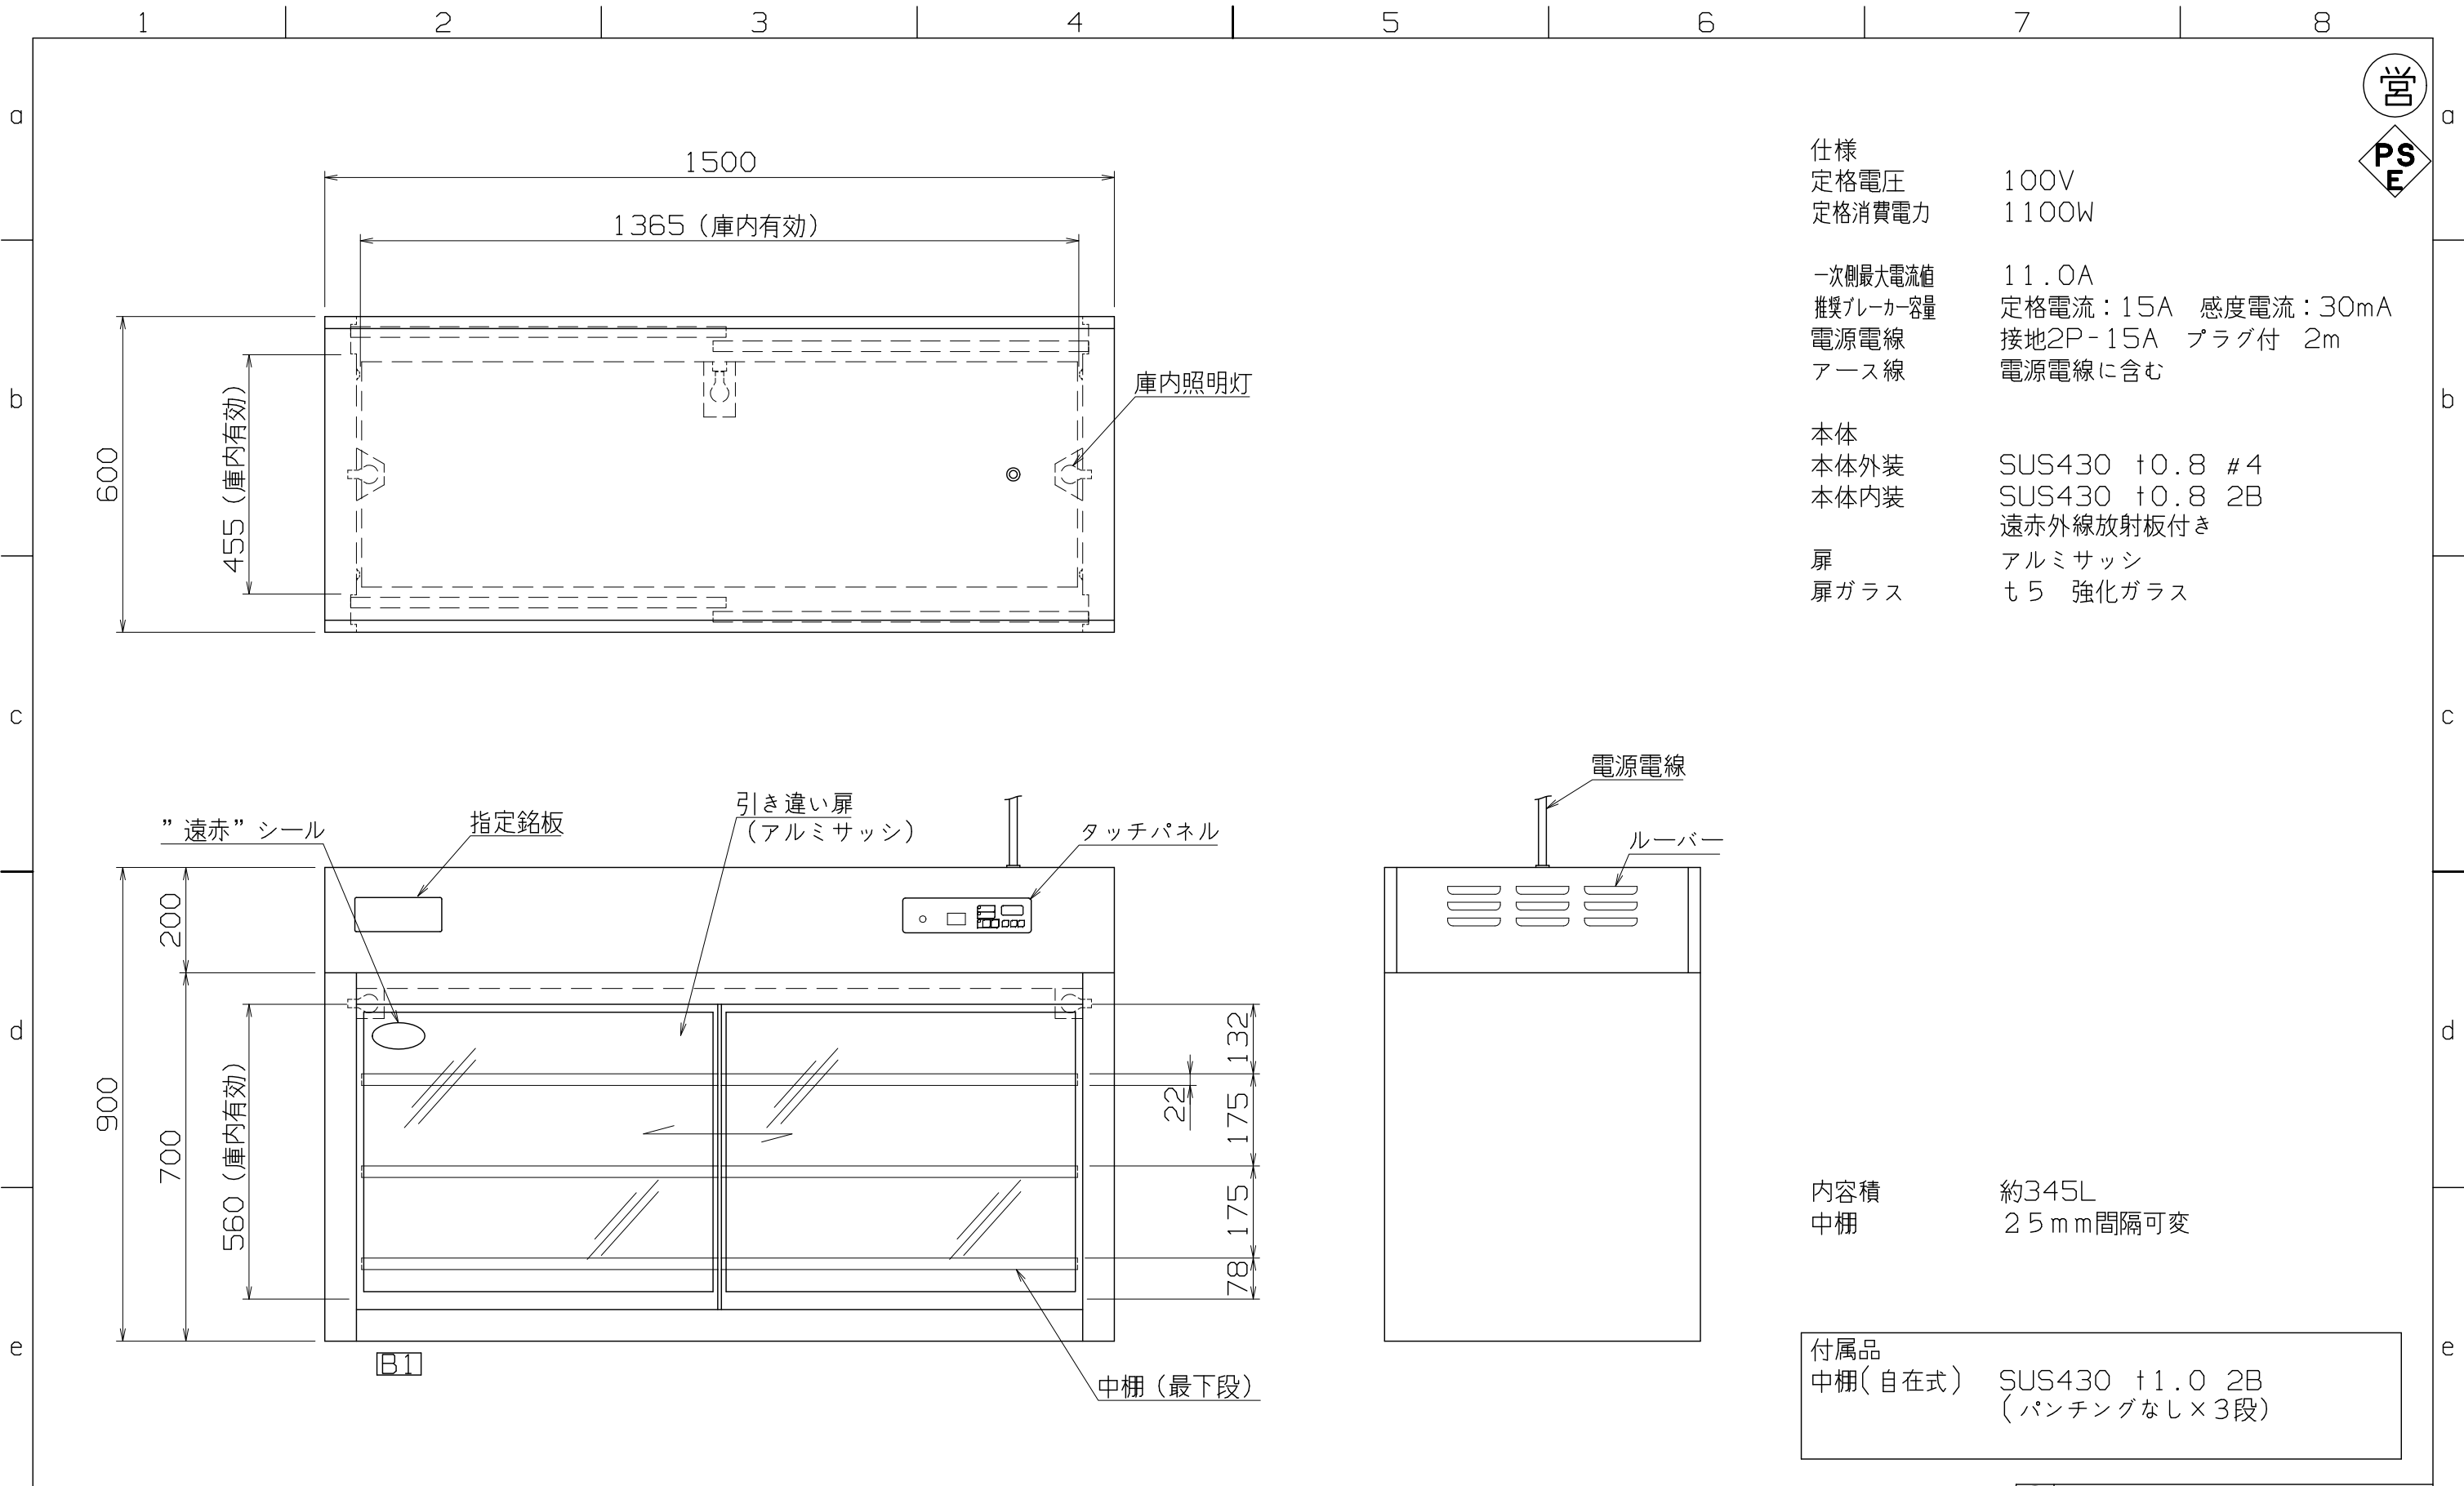 1 2 3 4 5 6 7 8
a a
営
PS
E
1500
1365（庫内有効）
600
455（庫内有効）
庫内照明灯
b b
仕様
定格電圧 100V
定格消費電力 1100W
一次側最大電流値 11.0A
推奨ブレーカー容量 定格電流：15A 感度電流：30mA
電源電線 接地2P-15A プラグ付 2m
アース線 電源電線に含む
本体
本体外装 SUS430 t0.8 #4
本体内装 SUS430 t0.8 2B
遠赤外線放射板付き
扉 アルミサッシ
扉ガラス t5 強化ガラス
c c
”遠赤”シール
指定銘板
引き違い扉
（アルミサッシ）
タッチパネル
電源電線
ルーバー
200
900
700
560（庫内有効）
132
22
175
175
78
d d
B1
中棚（最下段）
内容積 約345L
中棚 25mm間隔可変
e e
付属品
中棚(自在式) SUS430 t1.0 2B
(パンチングなし×3段)